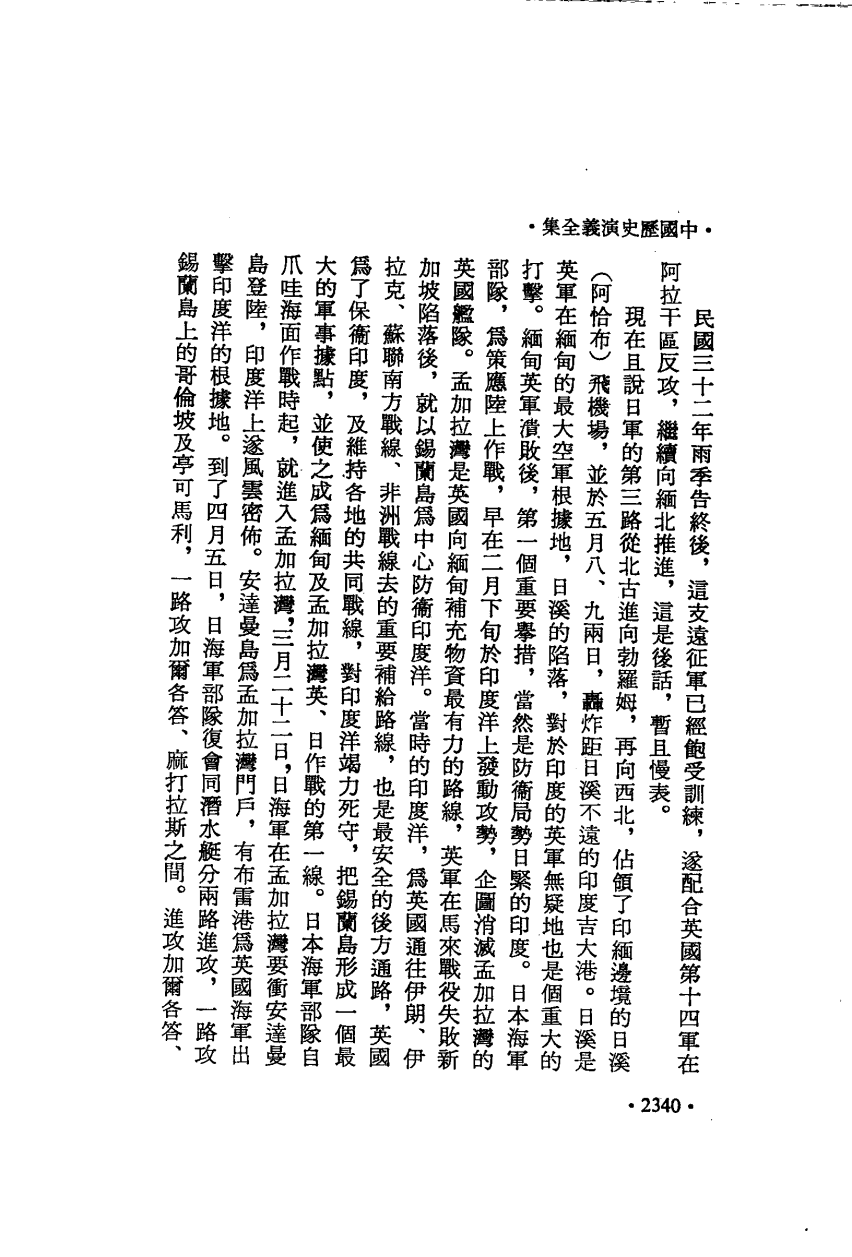 ・中國歷史演義全集・
民國三十二年雨季告終後，這支遠征軍已經飽受訓練，遂配合英國第十四軍在
阿拉干區反攻，繼續向緬北推進，這是後話，暫且慢表。
現在且說日軍的第三路從北古進向勃羅姆，再向西北，佔領了印緬邊境的日溪
（阿恰布）飛機場，並於五月八、九兩日，轟炸距日溪不遠的印度吉大港。日溪是
英軍在緬甸的最大空軍根據地，日溪的陷落，對於印度的英軍無疑地也是個重大的
打擊。緬甸英軍潰敗後，第一個重要舉措，當然是防衞局勢日緊的印度。日本海軍
部隊，爲策應陸上作戰，早在二月下旬於印度洋上發動攻勢，企圖消滅孟加拉灣的
英國艦隊。孟加拉灣是英國向緬甸補充物資最有力的路線，英軍在馬來戰役失敗新
加坡陷落後，就以錫蘭島爲中心防衞印度洋。當時的印度洋，爲英國通往伊朗、伊
拉克、蘇聯南方戰線、非洲戰線去的重要補給路線，也是最安全的後方通路，英國
爲了保衞印度，及維持各地的共同戰線，對印度洋竭力死守，把錫蘭島形成一個最
大的軍事據點，並使之成爲緬甸及孟加拉灣英、日作戰的第一線。日本海軍部隊自
爪哇海面作戰時起，就進入孟加拉灣，三月二十二日，日海軍在孟加拉灣要衝安達曼
島登陸，印度洋上遂風雲密佈。安達曼島爲孟加拉灣門戶，有布雷港爲英國海軍出
擊印度洋的根據地。到了四月五日，日海軍部隊復會同潛水艇分兩路進攻，一路攻
錫蘭島上的哥倫坡及亭可馬利，一路攻加爾各答、麻打拉斯之間。進攻加爾各答、
・2340・